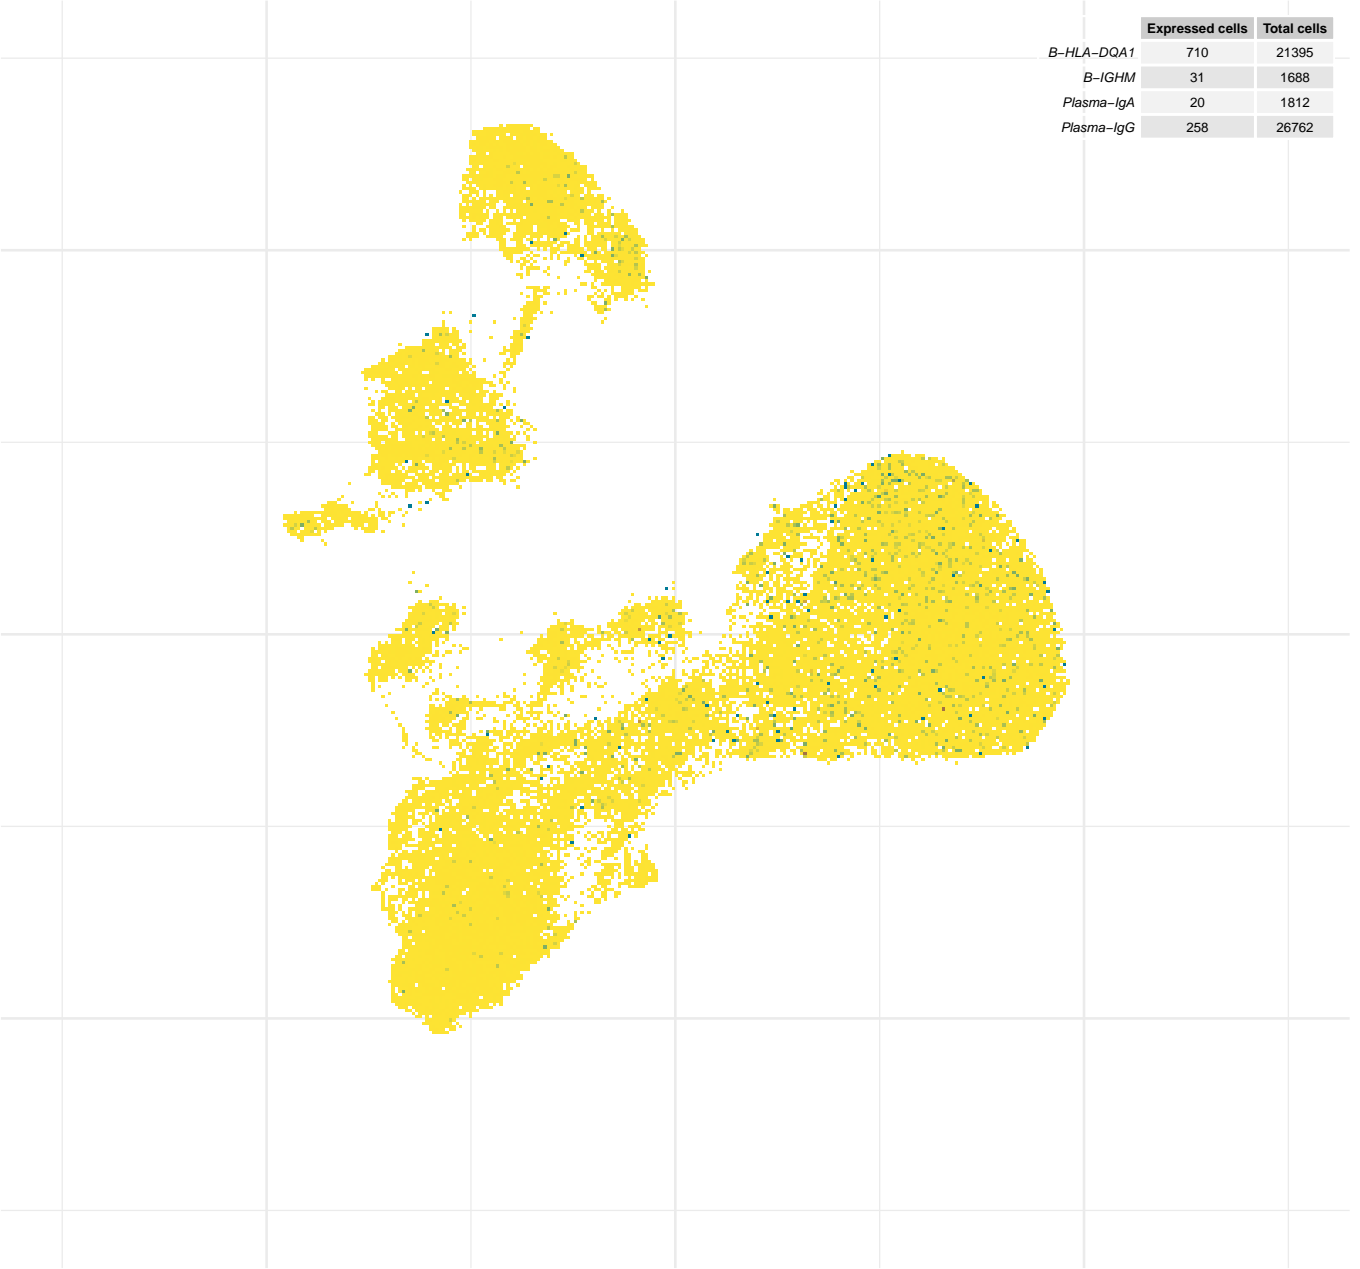 Expressed cells Total cells
B−HLA−DQA1 710 21395
B−IGHM 31 1688
Plasma−IgA 20 1812
Plasma−IgG 258 26762